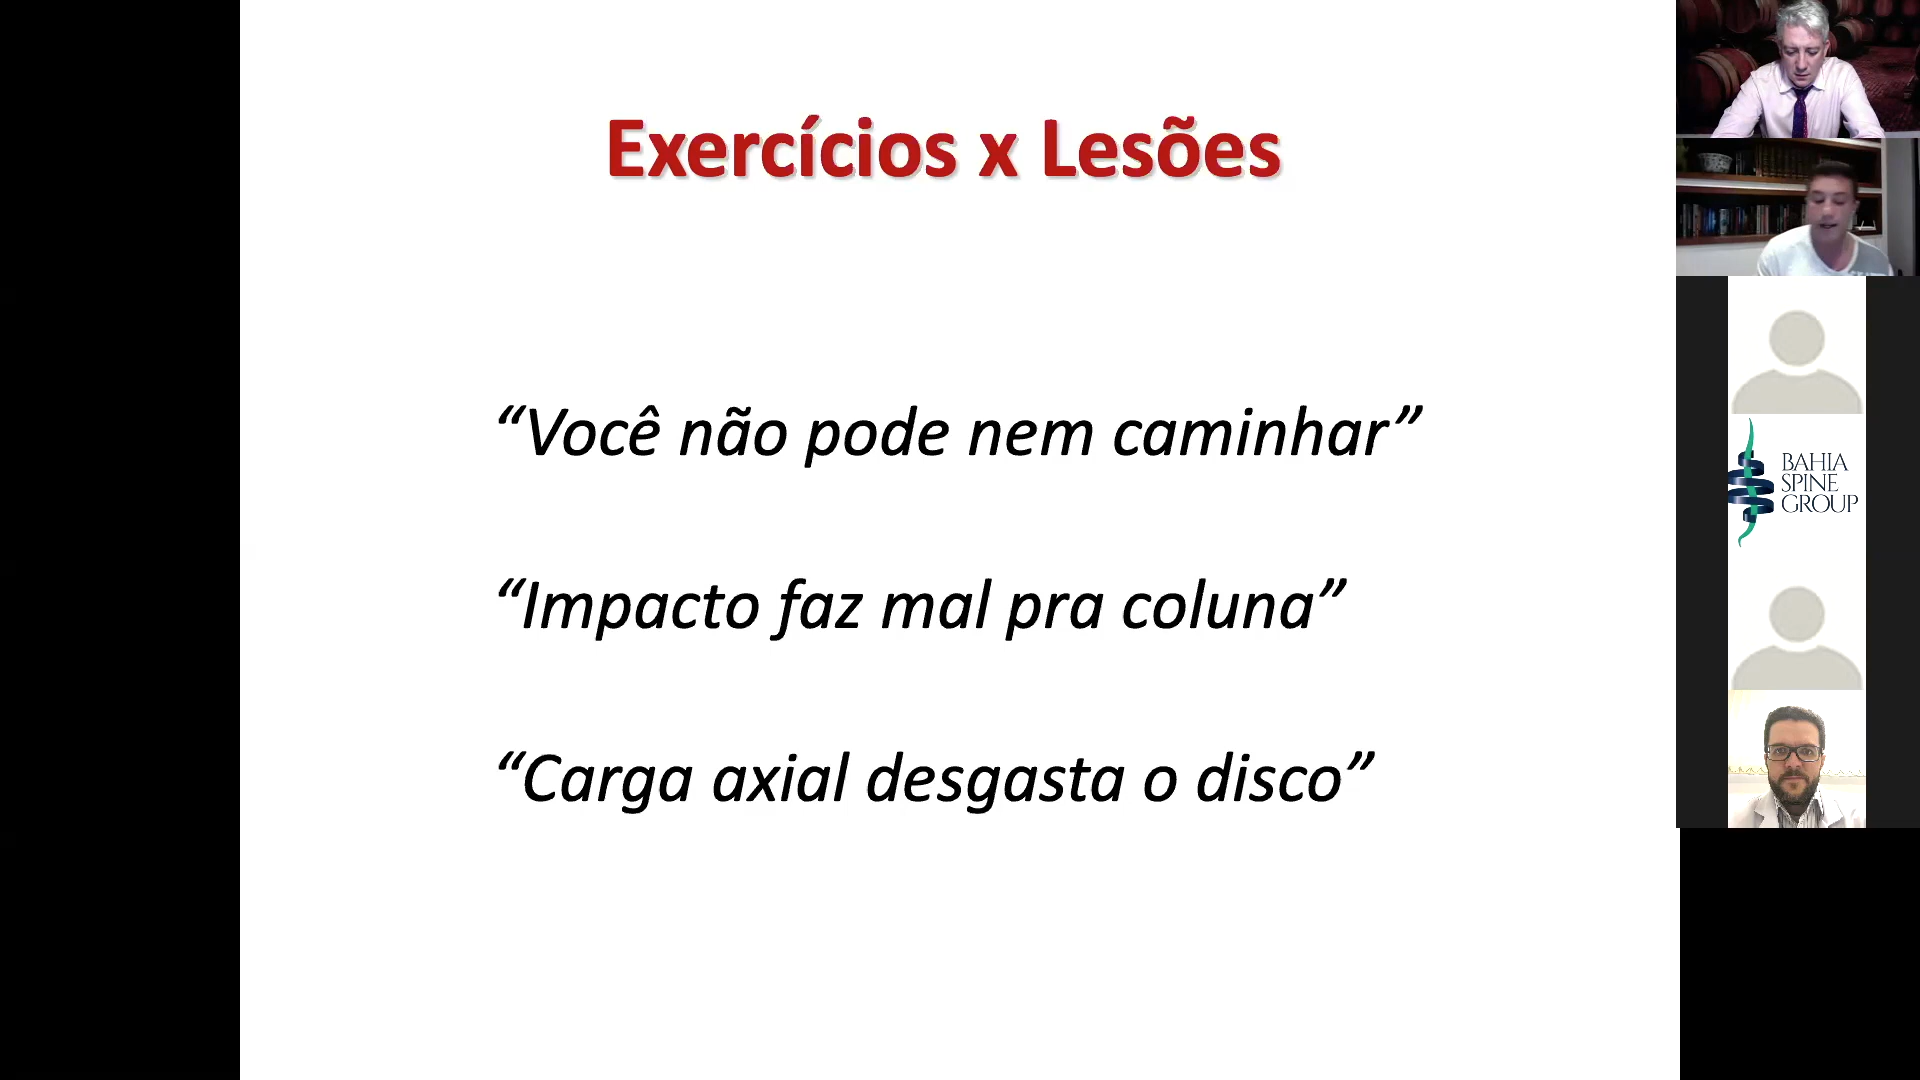 Exercícios x Lesões
“Você não pode nem caminhar”
“Impacto faz mal pra coluna”
“Carga axial desgasta o disco”
BAHIA
SPINE
GROUP